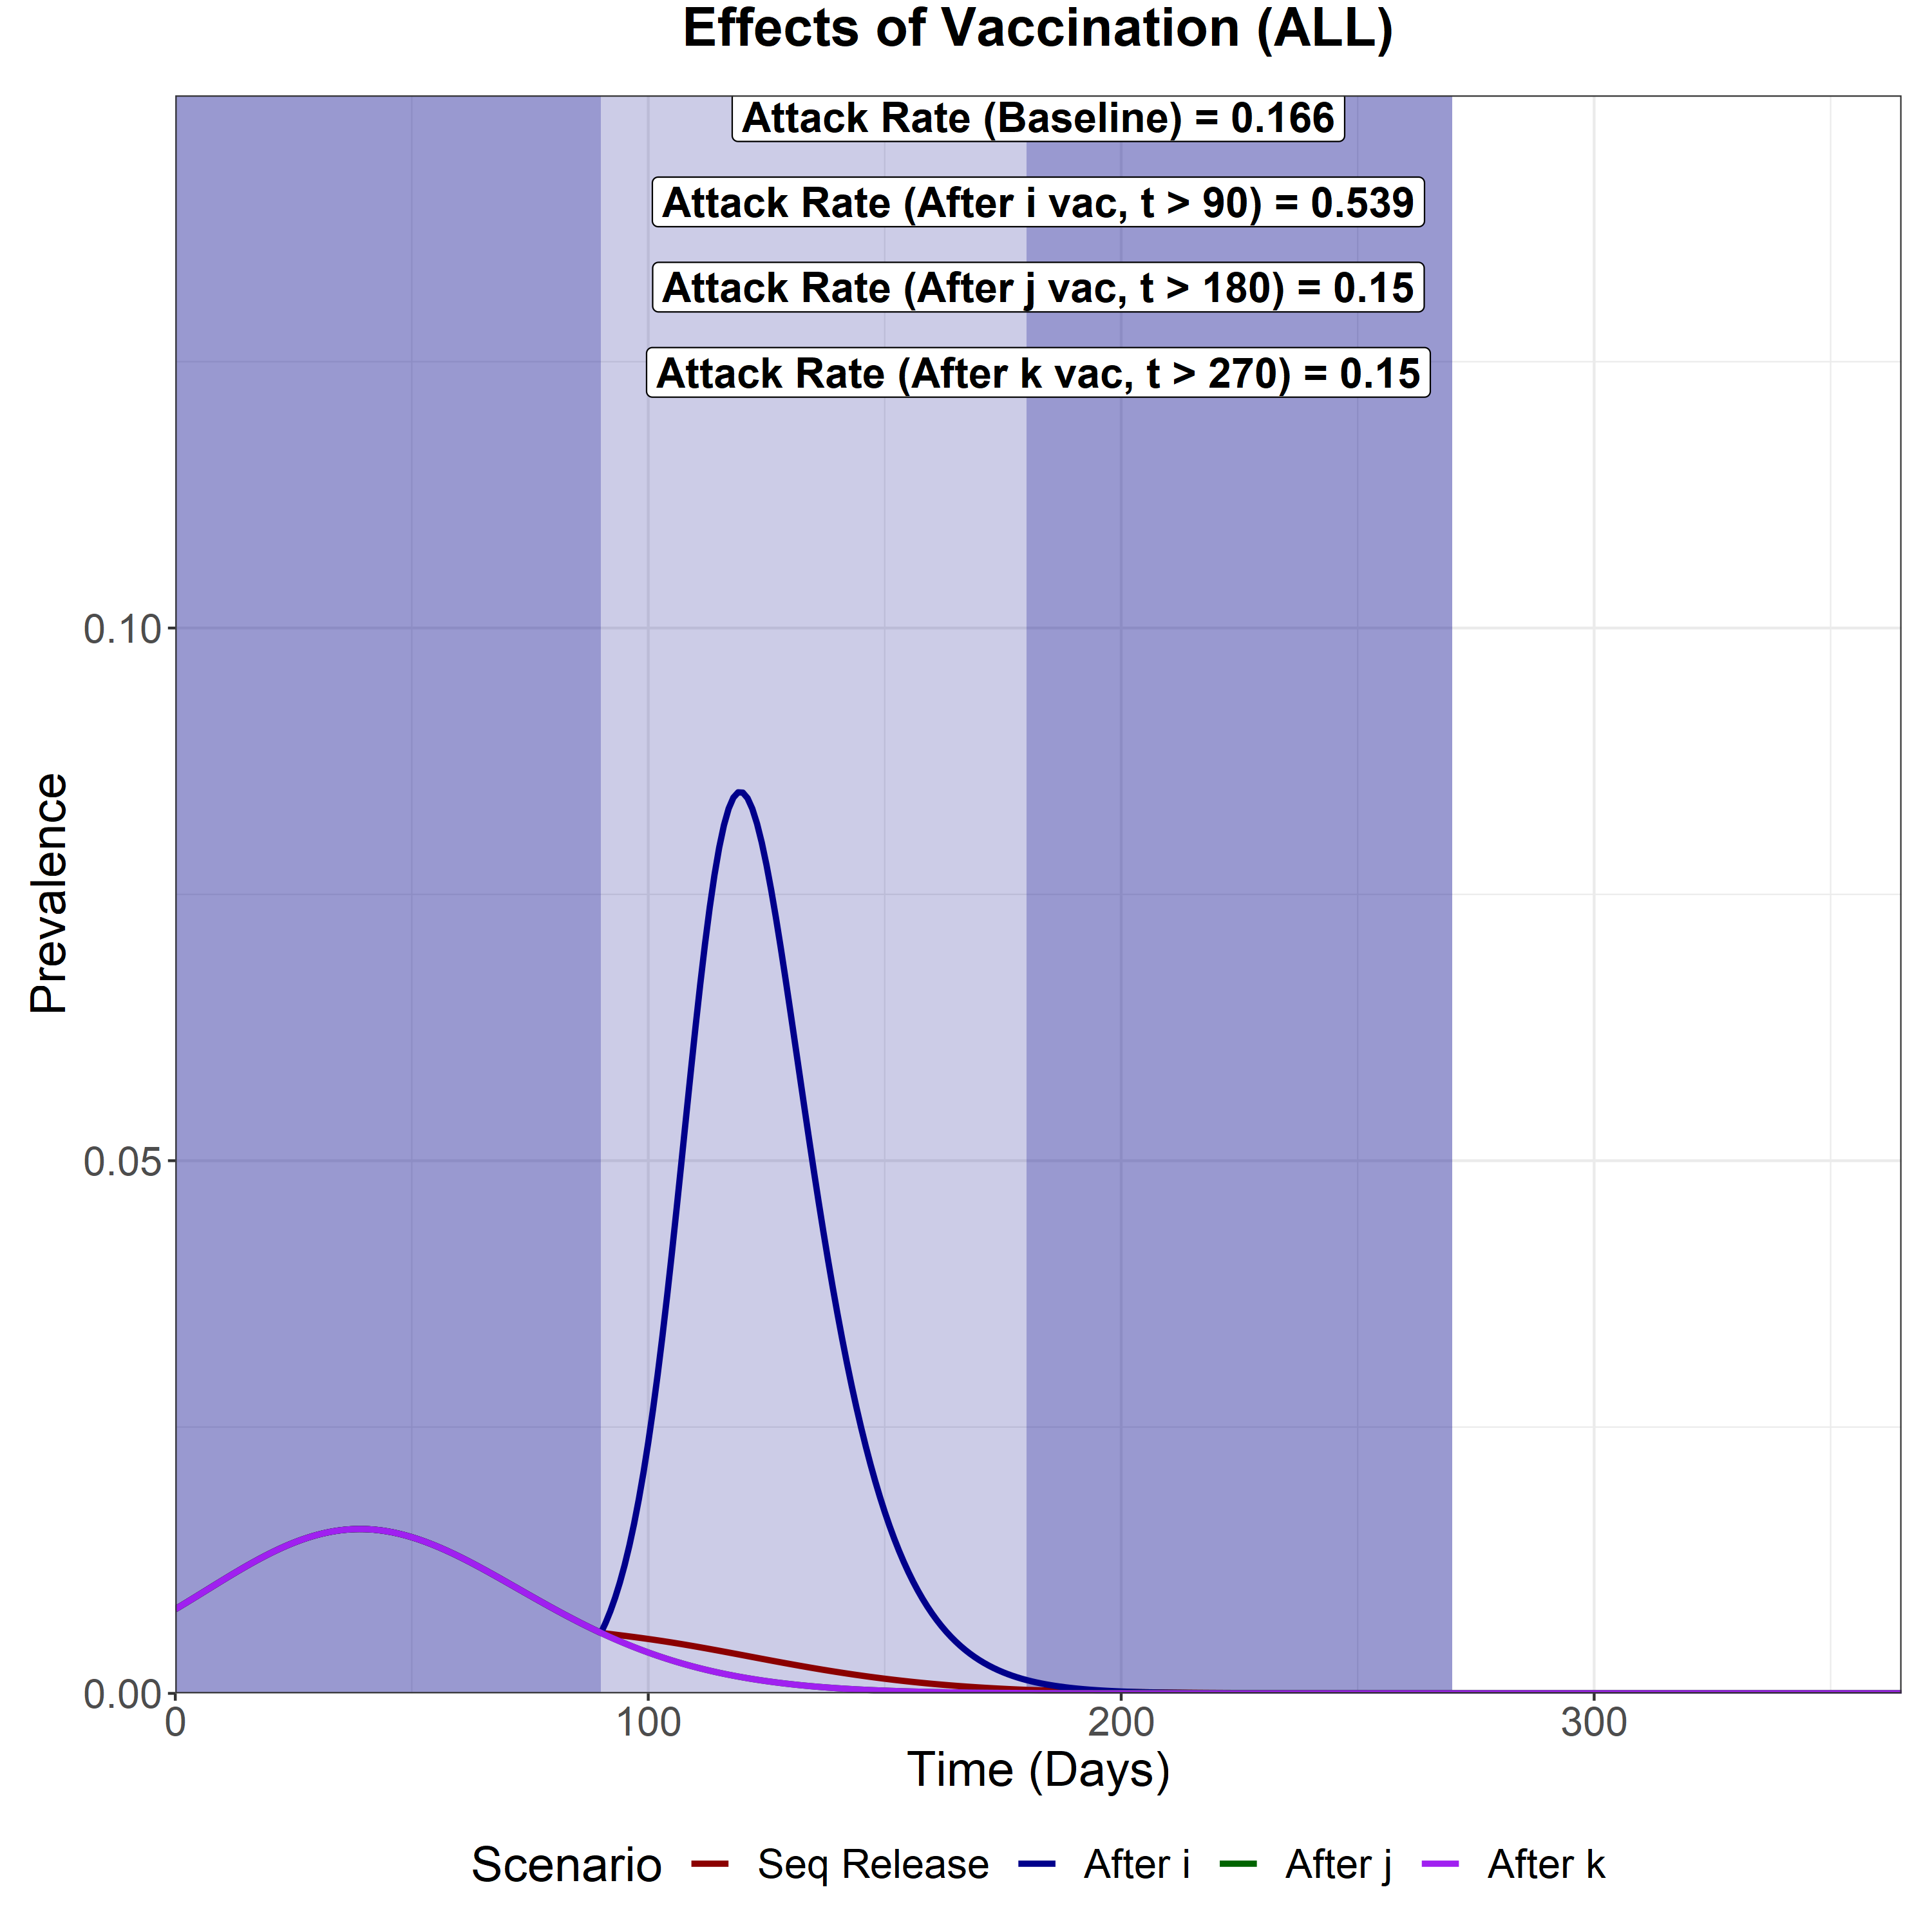 Effects of Vaccination (ALL)
Attack Rate (Baseline) = 0.166
Attack Rate (After i vac, t > 90) = 0.539
Attack Rate (After j vac, t > 180) = 0.15
Attack Rate (After k vac, t > 270) = 0.15
0.10
0.05
0.00
Prevalence
0 100 200 300
Time (Days)
Scenario Seq Release After i After j After k